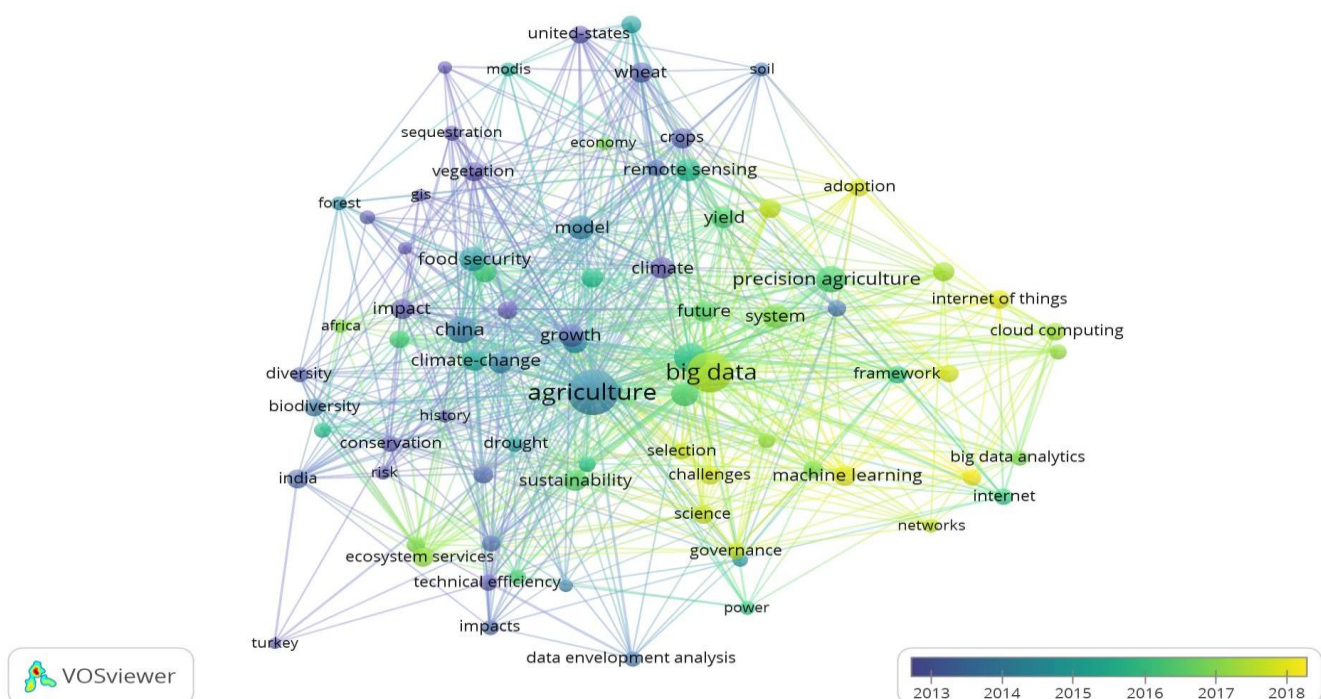 united-states
modis
wheat
soil
sequestration
economy
crops
vegetation
remote sensing
gis
adoption
forest
yield
model
food security
climate
precision agriculture
internet of things
impact
future
system
africa
china
growth
cloud computing
climate-change
big data
framework
diversity
agriculture
biodiversity
history
conservation
drought
selection
big data analytics
india
risk
sustainability
challenges
machine learning
internet
science
networks
ecosystem services
governance
technical efficiency
power
impacts
turkey
data envelopment analysis
VOSviewer
2013 2014 2015 2016 2017 2018